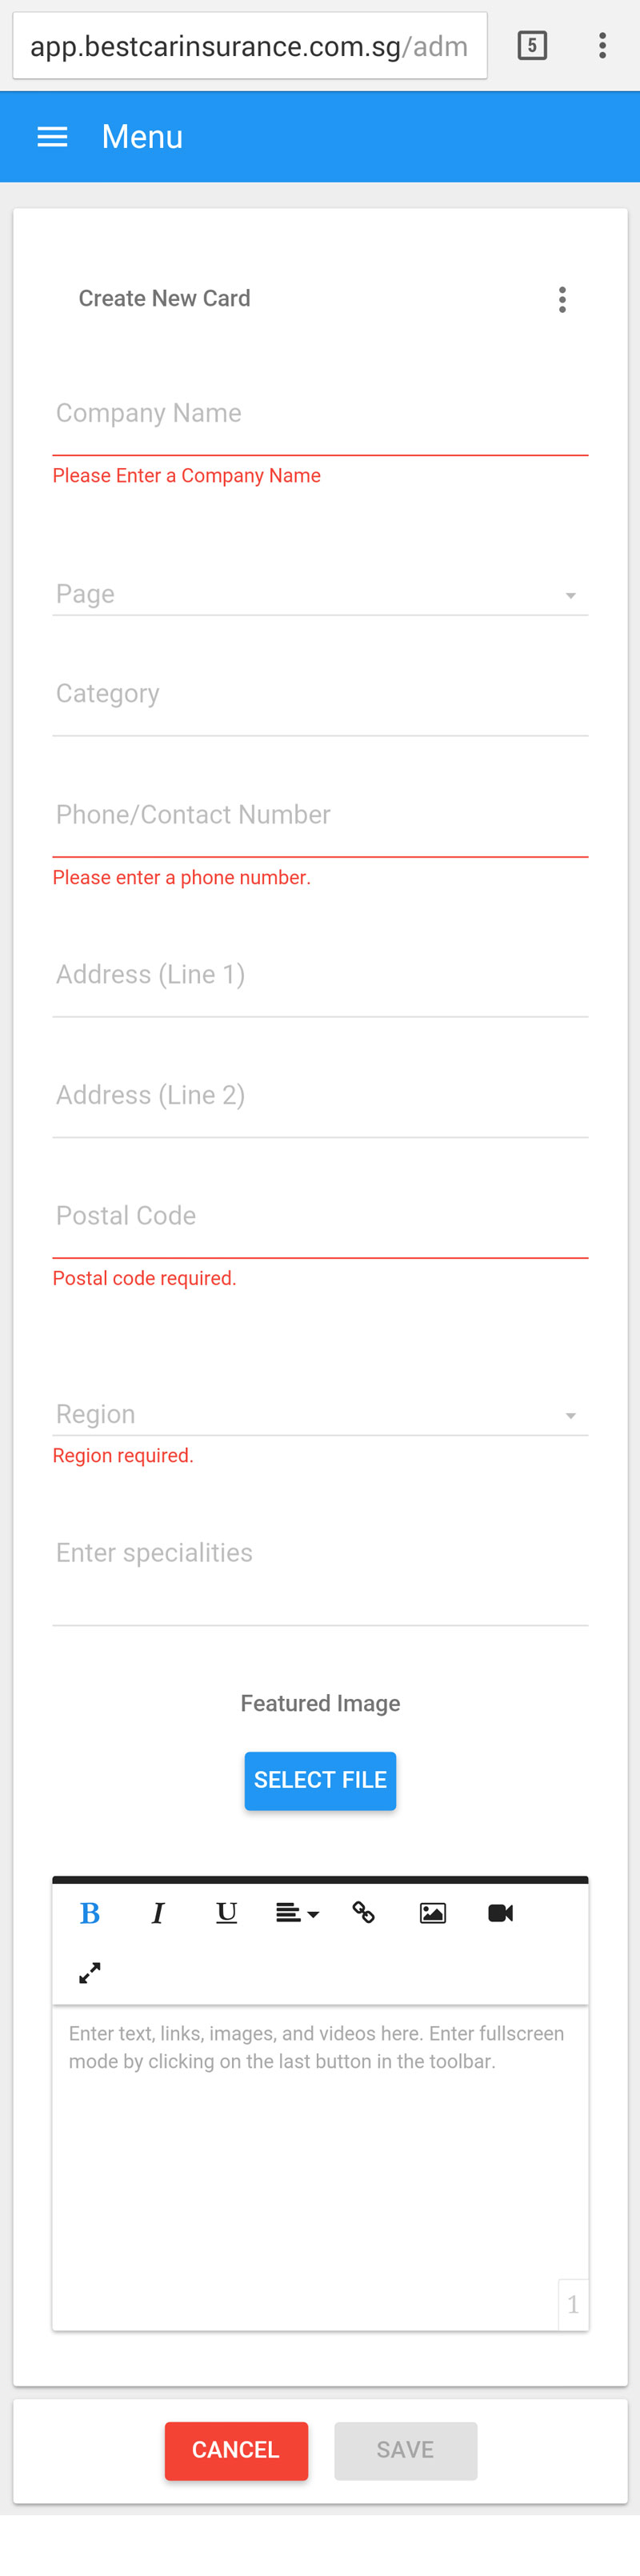 app.bestcarinsurance.com.sg/adm
5
Menu
Create New Card
Company Name
Please Enter a Company Name
Page
Category
Phone/Contact Number
Please enter a phone number.
Address (Line 1)
Address (Line 2)
Postal Code
Postal code required.
Region
Region required.
Enter specialities
Featured Image
SELECT FILE
B I U
Enter text, links, images, and videos here. Enter fullscreen
mode by clicking on the last button in the toolbar.
1
CANCEL SAVE